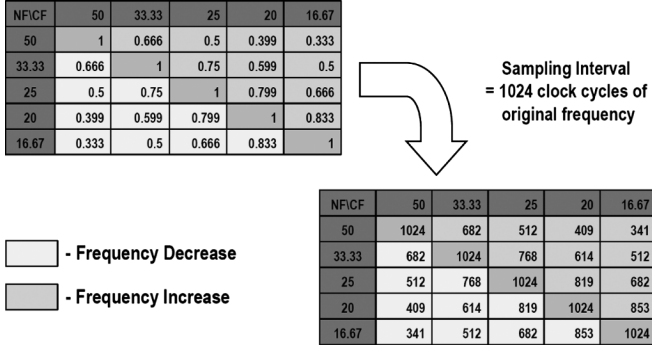 NF\CF 50 33.33 25 20 16.67
50 1 0.666 0.5 0.399 0.333
33.33 0.666 1 0.75 0.599 0.5
25 0.5 0.75 1 0.799 0.666
20 0.399 0.599 0.799 1 0.833
16.67 0.333 0.5 0.666 0.833 1
Sampling Interval
= 1024 clock cycles of
original frequency
NF\CF 50 33.33 25 20 16.67
50 1024 682 512 409 341
33.33 682 1024 768 614 512
25 512 768 1024 819 682
20 409 614 819 1024 853
16.67 341 512 682 853 1024
- Frequency Decrease
- Frequency Increase